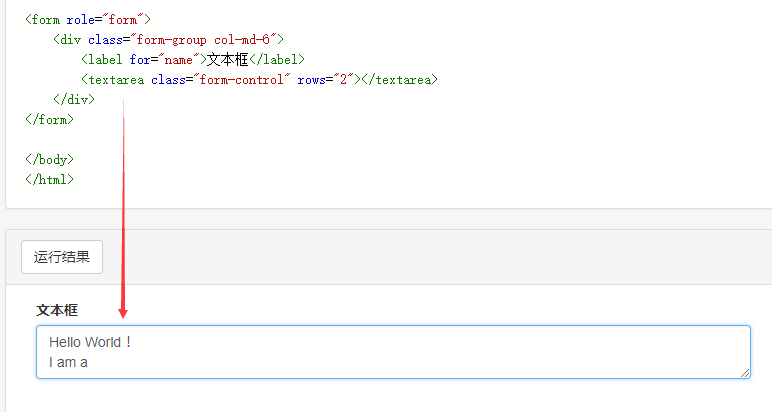 <form role="form">
<div class="form-group col-md-6">
<label for="name">文本框</label>
<textarea class="form-control" rows="2"></textarea>
</div>
</form>
</body>
</html>
运行结果
文本框
Hello World！
I am a